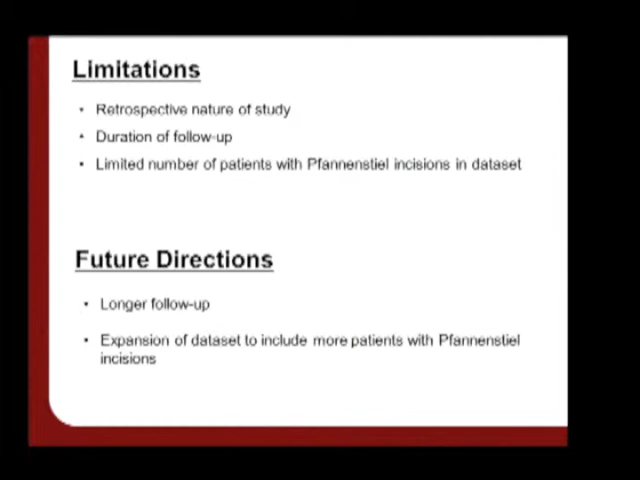 Limitations
• Retrospective nature of study
• Duration of follow-up
• Limited number of patients with Pfannenstiel incisions in dataset
Future Directions
• Longer follow-up
• Expansion of dataset to include more patients with Pfannenstiel
incisions